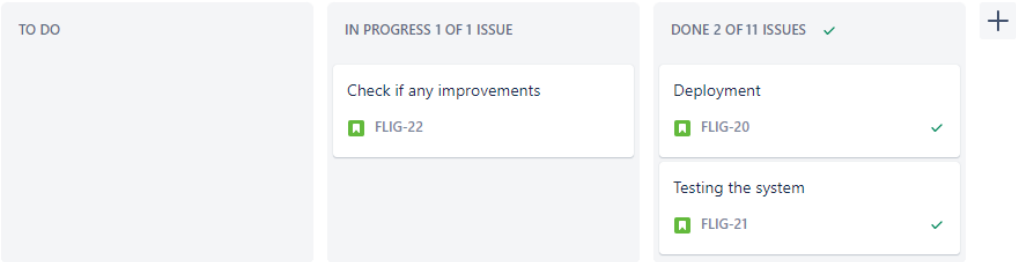 TO DO
IN PROGRESS 1 OF 1 ISSUE
Check if any improvements
FLIG-22
DONE 2 OF 11 ISSUES
Deployment
FLIG-20
Testing the system
FLIG-21